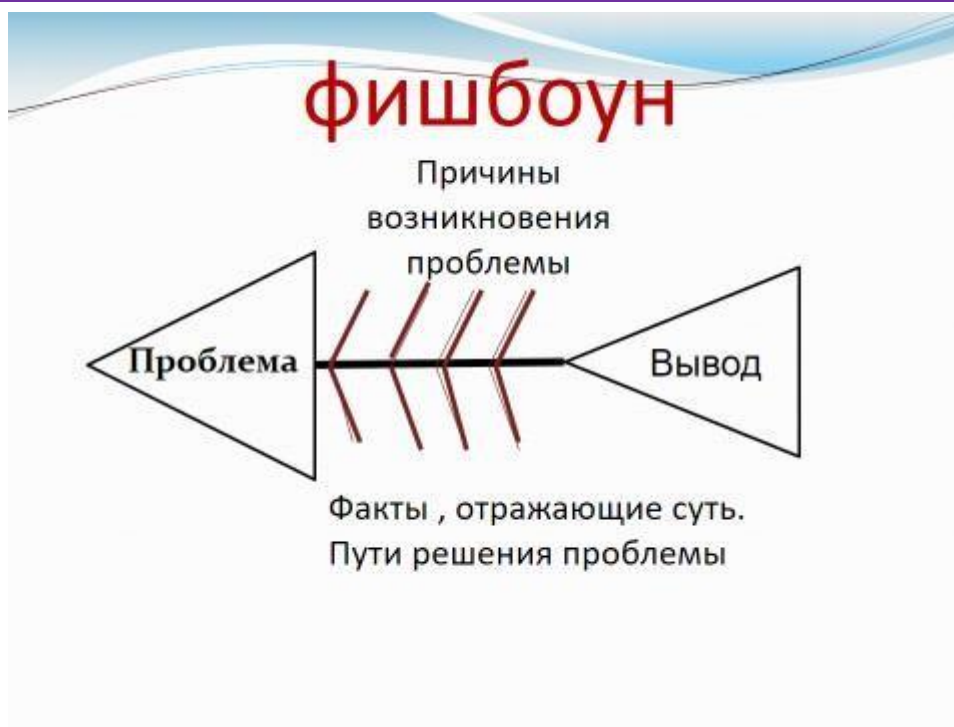 фишбоун
Причины
возникновения
проблемы
Проблема
Вывод
Факты , отражающие суть.
Пути решения проблемы